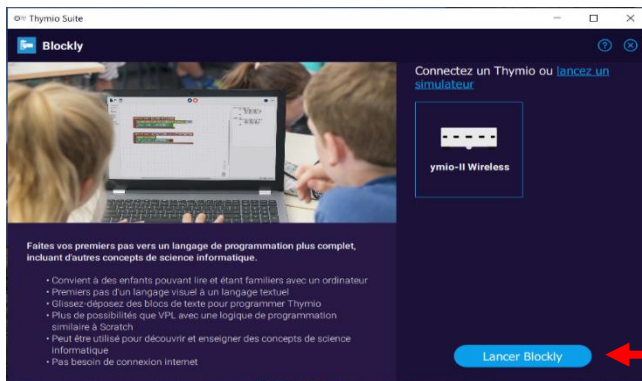 Thymio Suite
Blockly
Connectez un Thymio ou lancez un
simulateur
ymio-II Wireless
Faites vos premiers pas vers un langage de programmation plus complet,
incluant d'autres concepts de science informatique.
• Convient à des enfants pouvant lire et étant familiers avec un ordinateur
• Premiers pas d'un langage visuel à un langage textuel
• Glissez-déposez des blocs de texte pour programmer Thymio
• Plus de possibilités que VPL avec une logique de programmation
similaire à Scratch
• Peut être utilisé pour découvrir et enseigner des concepts de science
informatique
• Pas besoin de connexion internet
Lancer Blockly